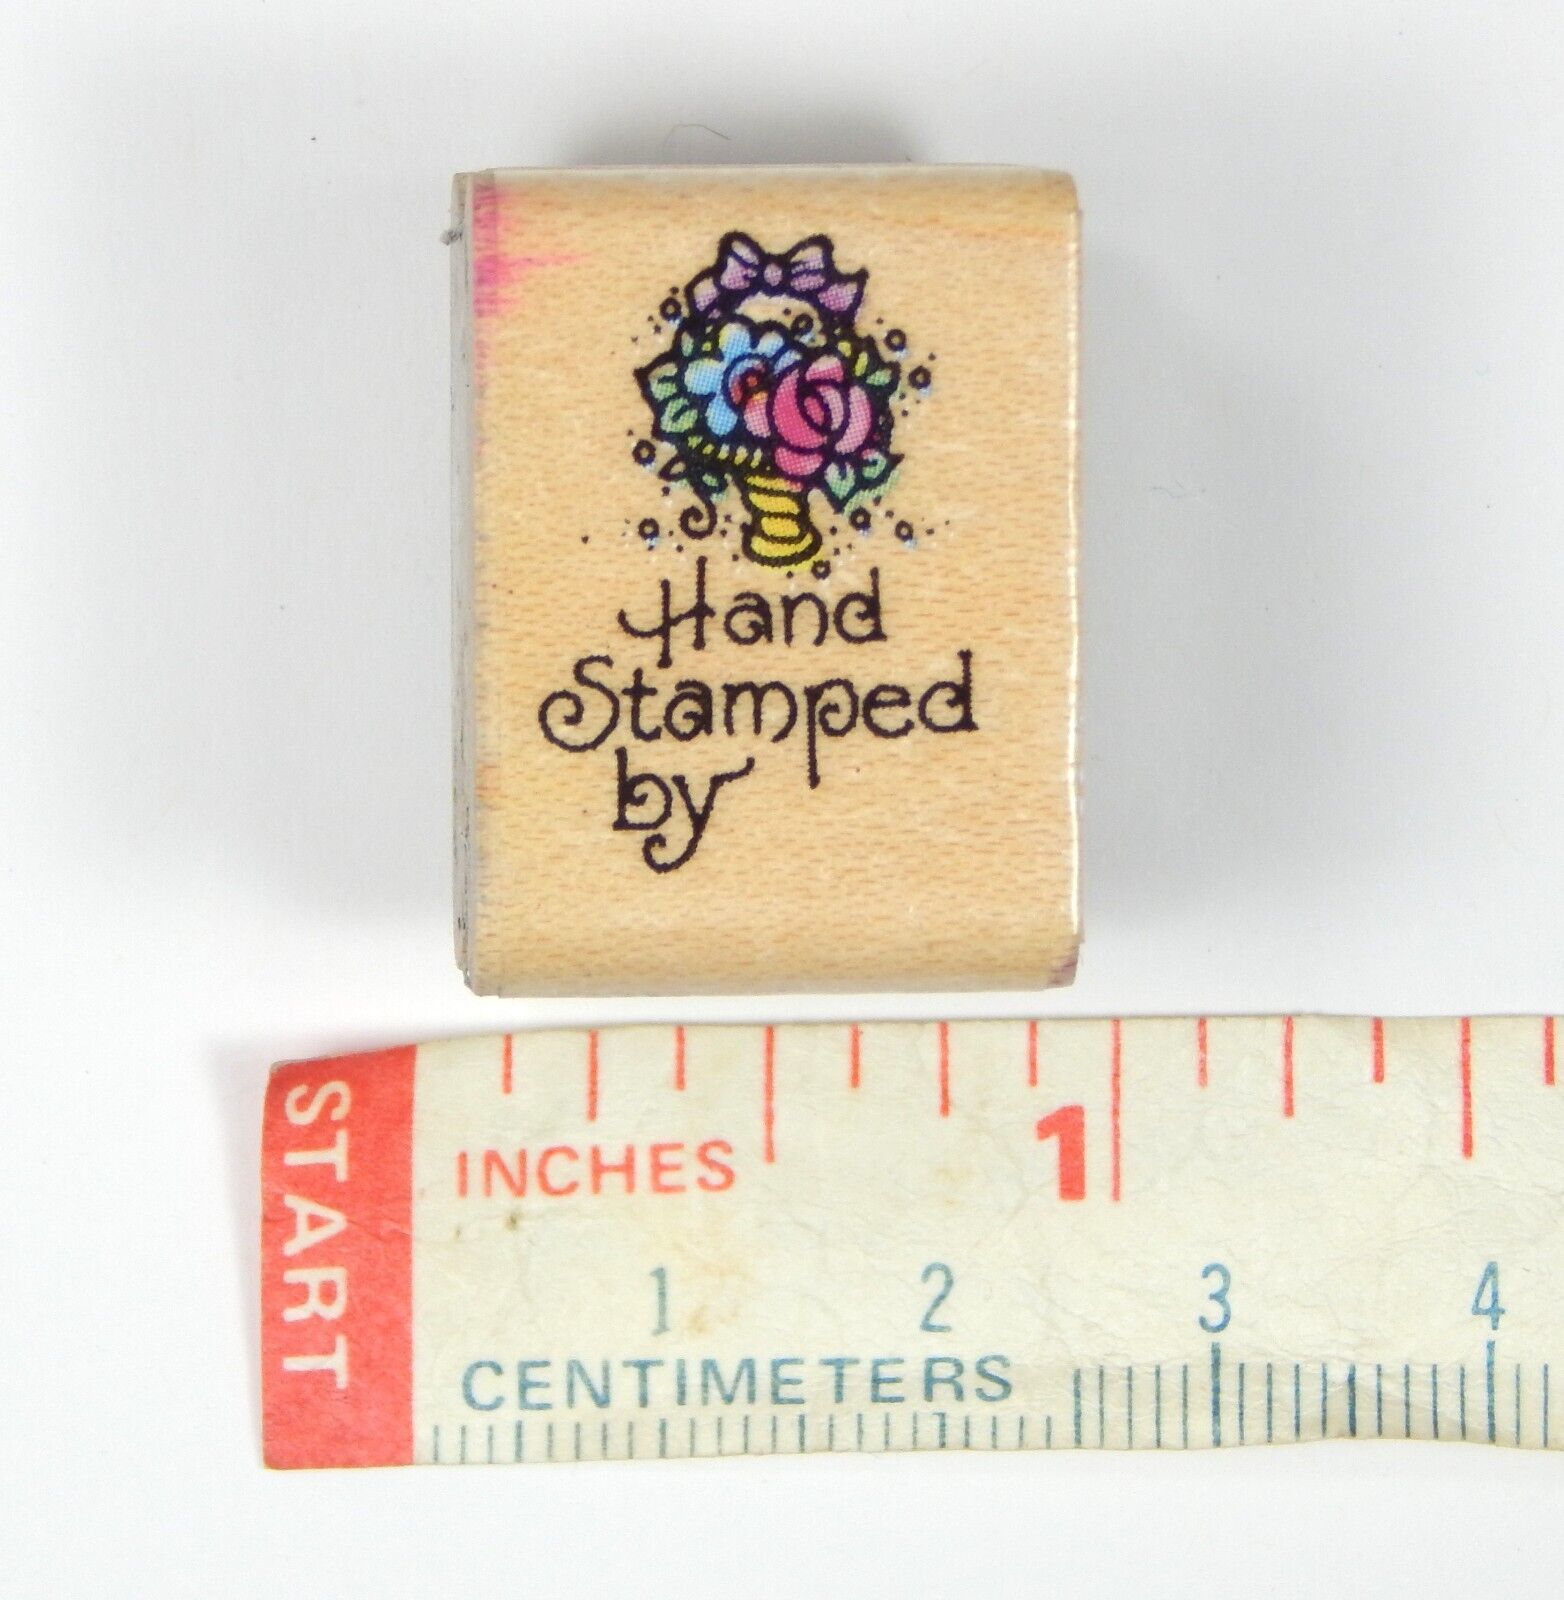 Hand
Stamped
by
START
INCHES
1
1 2 3 4
CENTIMETERS